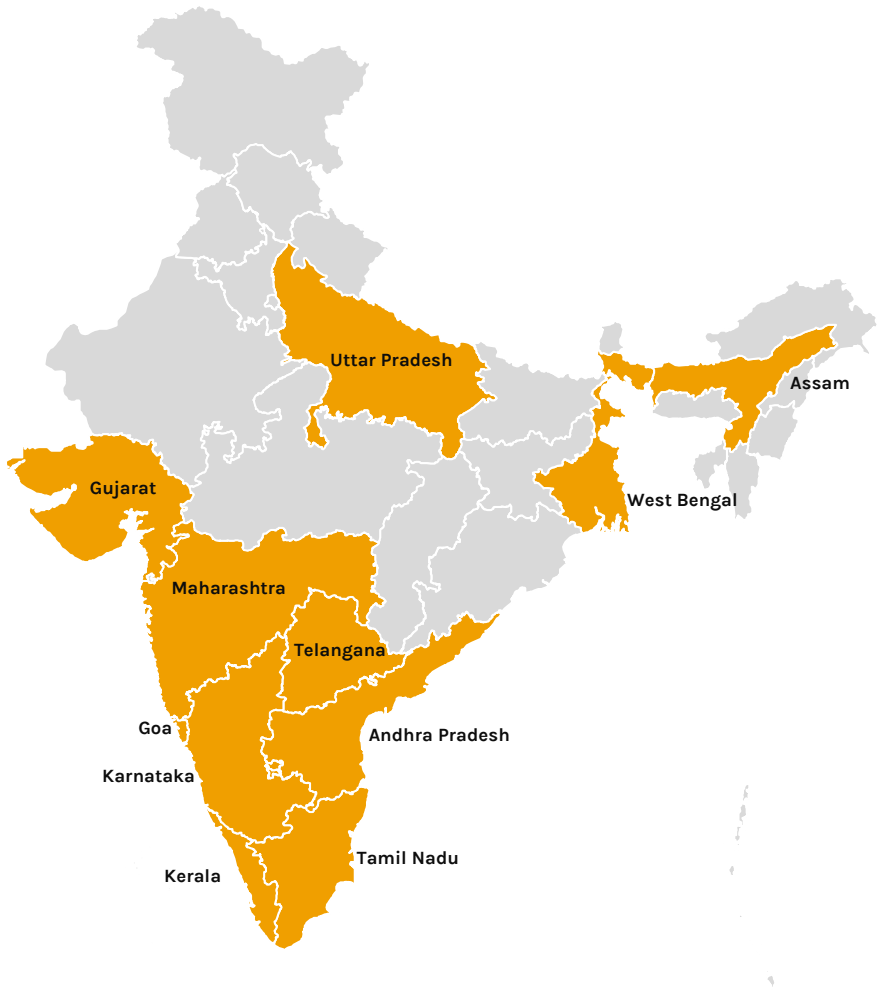 Uttar Pradesh
Assam
Gujarat
West Bengal
Maharashtra
Telangana
Goa
Andhra Pradesh
Karnataka
Tamil Nadu
Kerala